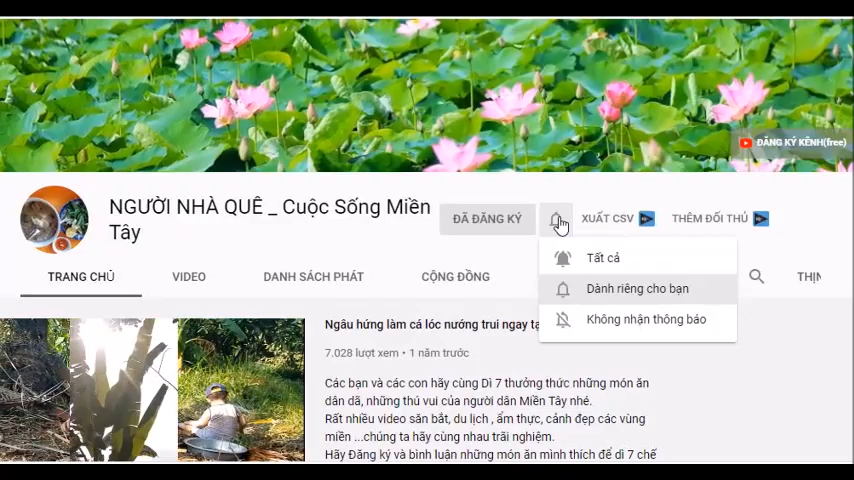 ĐĂNG KÝ KÊNH(free)
NGƯỜI NHÀ QUÊ _ Cuộc Sống Miền
Tây
ĐÃ ĐĂNG KÝ
XUẤT CSV
THÊM ĐỐI THỦ
Tất cả
Dành riêng cho bạn
Không nhận thông báo
TRANG CHỦ
VIDEO
DANH SÁCH PHÁT
CỘNG ĐỒNG
Ngâu hứng làm cá lóc nướng trui ngay tạ
7,028 lượt xem • 1 năm trước
Các bạn và các con hãy cùng Dì 7 thưởng thức những món ăn
dân dã, những thú vui của người dân Miền Tây nhé.
Rất nhiều video săn bắt, du lịch , ẩm thực, cảnh đẹp các vùng
miền ...chúng ta hãy cùng nhau trãi nghiệm.
Hãy Đăng ký và bình luận những món ăn mình thích để dì 7 chế